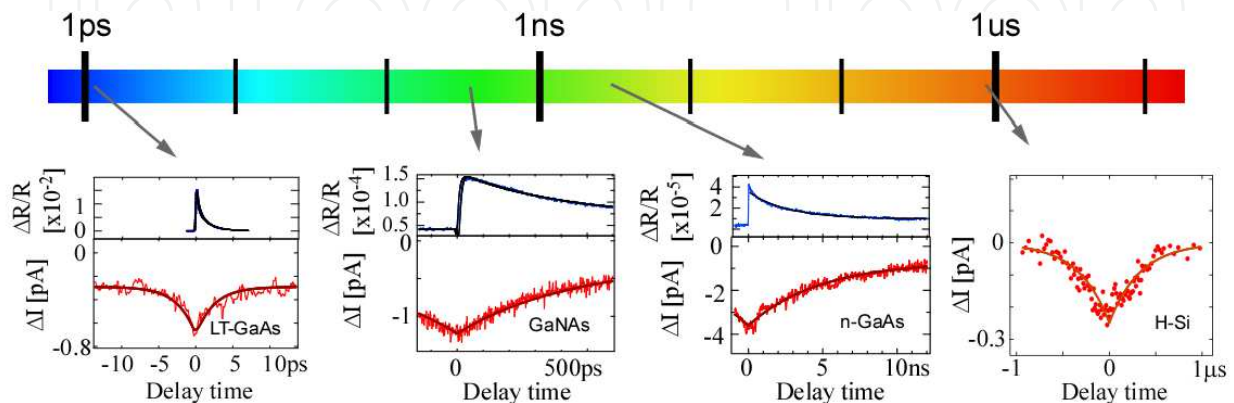 1ps 1ns 1us
ΔR/R
[x10⁻²]
1
0
ΔI [pA]
0
-0.8
LT-GaAs
-10 -5 0 5 10ps
Delay time
ΔR/R
[x10⁻⁴]
1.5
1.0
0.5
ΔI [pA]
0
-1
GaNAs
0 500ps
Delay time
ΔR/R
[x10⁻⁵]
4
2
ΔI [pA]
0
-2
-4
n-GaAs
0 5 10ns
Delay time
ΔI [pA]
0
-0.3
H-Si
-1 0 1μs
Delay time